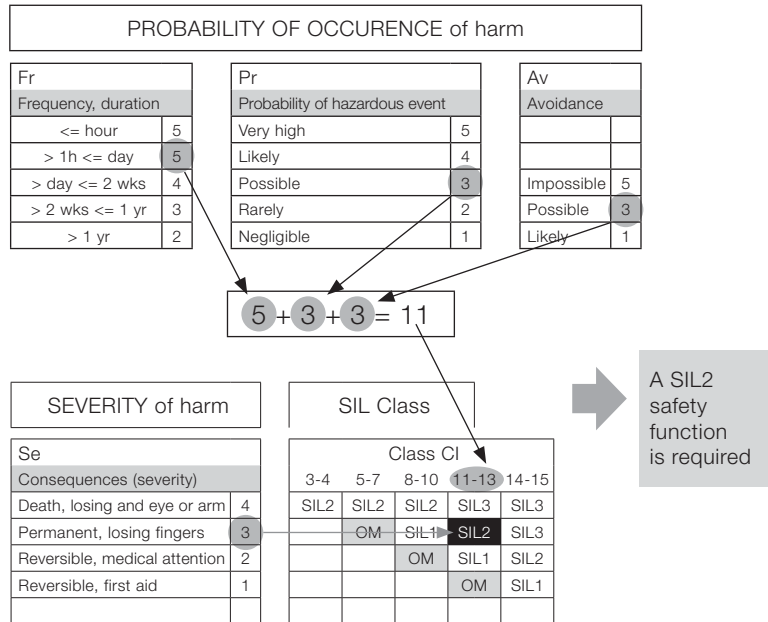 PROBABILITY OF OCCURENCE of harm
Fr
Frequency, duration
<= hour 5
> 1h <= day 5
> day <= 2 wks 4
> 2 wks <= 1 yr 3
> 1 yr 2
Pr
Probability of hazardous event
Very high 5
Likely 4
Possible 3
Rarely 2
Negligible 1
Av
Avoidance
Impossible 5
Possible 3
Likely 1
5 + 3 + 3 = 11
SEVERITY of harm
Se
Consequences (severity)
Death, losing and eye or arm 4
Permanent, losing fingers 3
Reversible, medical attention 2
Reversible, first aid 1
SIL Class
Class CI
3-4 5-7 8-10 11-13 14-15
SIL2 SIL2 SIL2 SIL3 SIL3
OM SIL1 SIL2 SIL3
OM SIL1 SIL2
OM SIL1
A SIL2
safety
function
is required